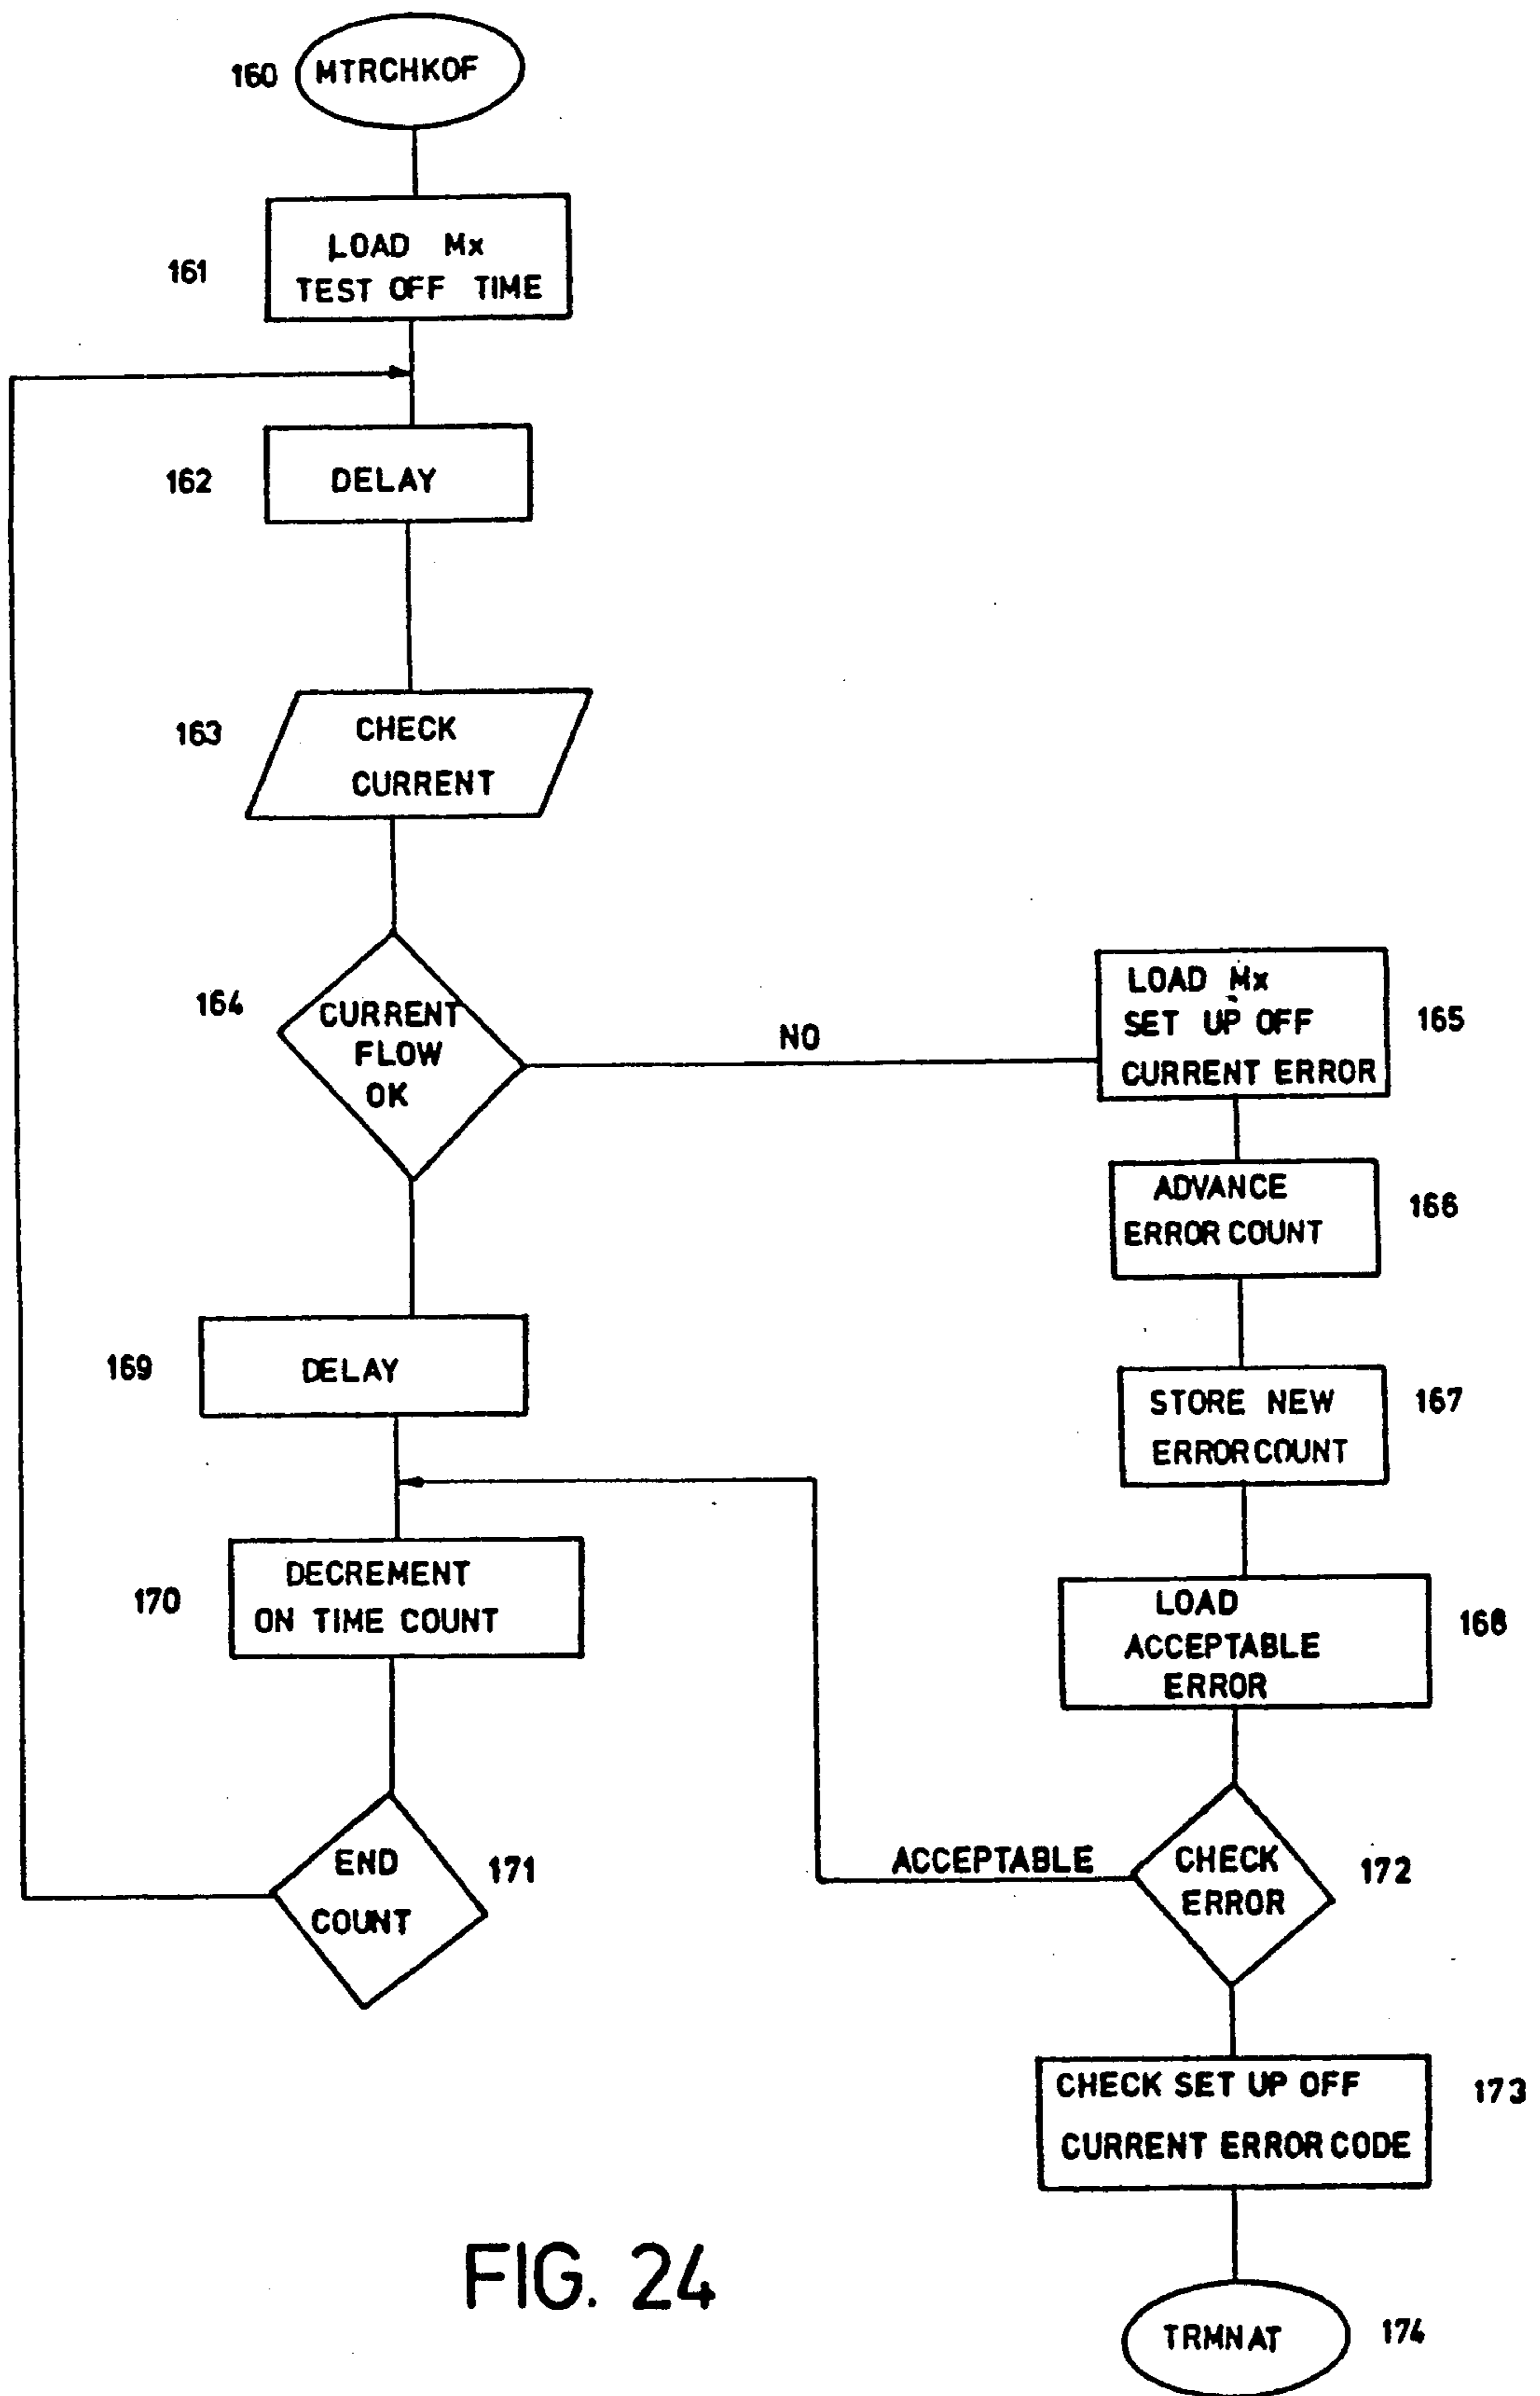 160
MTRCHKOF
161
LOAD Mx
TEST OFF TIME
162
DELAY
163
CHECK
CURRENT
164
CURRENT
FLOW
OK
NO
LOAD Mx
SET UP OFF
CURRENT ERROR
165
ADVANCE
ERROR COUNT
166
STORE NEW
ERROR COUNT
167
LOAD
ACCEPTABLE
ERROR
168
169
DELAY
170
DECREMENT
ON TIME COUNT
END
COUNT
171
ACCEPTABLE
CHECK
ERROR
172
CHECK SET UP OFF
CURRENT ERROR CODE
173
TRMNAT
174
FIG. 24